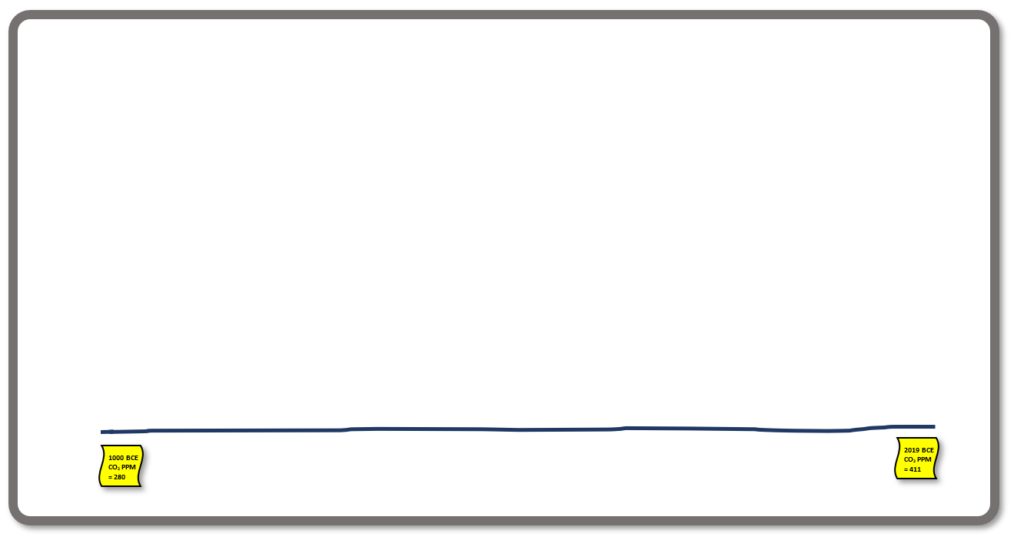 1000 BCE
CO₂ PPM
= 280
2019 BCE
CO₂ PPM
= 411